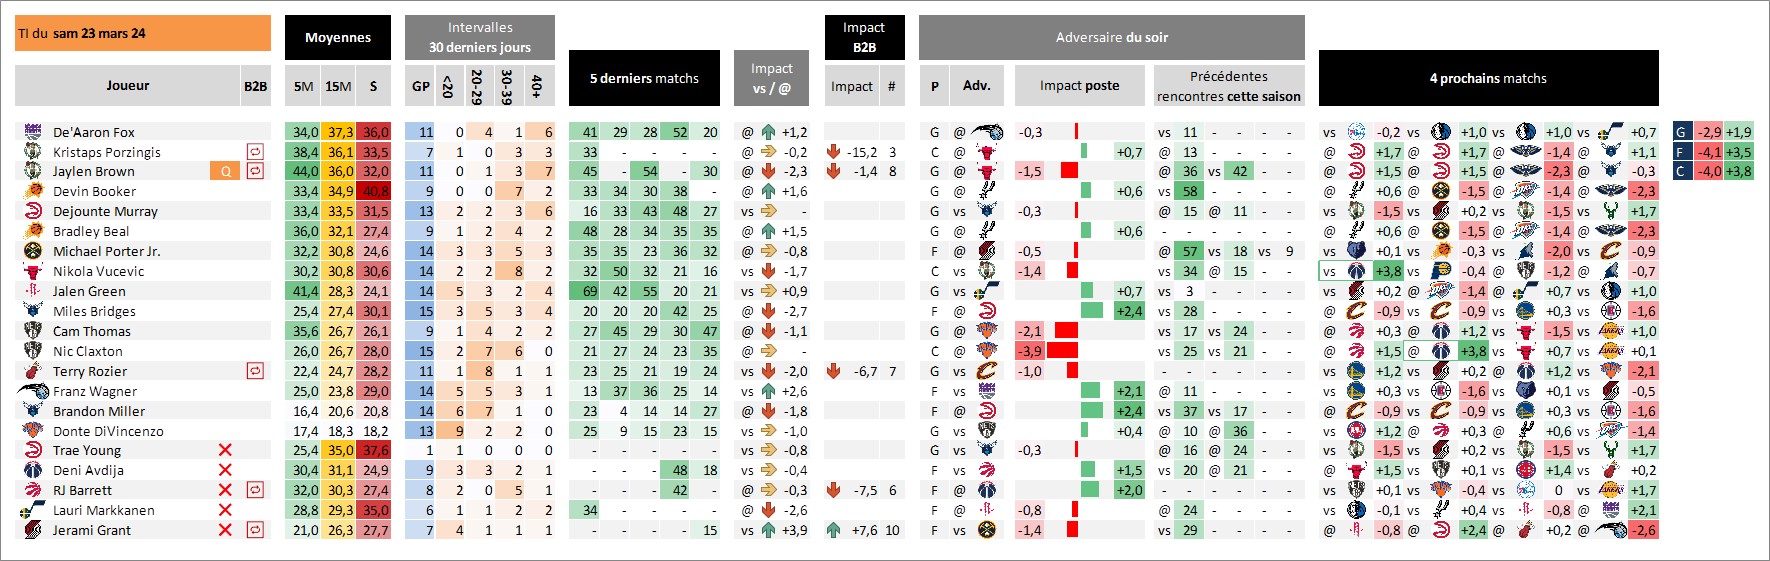 TI du sam 23 mars 24
Moyennes
Intervalles
30 derniers jours
5 derniers matchs
Impact
vs / @
Impact
B2B
Adversaire du soir
4 prochains matchs
Joueur B2B 5M 15M S GP <20 20-29 30-39 40+ Impact # P Adv. Impact poste Précédentes
rencontres cette saison
De'Aaron Fox 34,0 37,3 36,0 11 0 4 1 6 41 29 28 52 20 @ +1,2 G @ -0,3 vs 11 - - - - vs -0,2 @ +1,0 vs +1,0 vs +0,7 G -2,9 +1,9
Kristaps Porzingis 38,4 36,1 33,5 7 1 0 3 3 33 - - - - @ -0,2 -15,2 3 C @ +0,7 @ 13 - - - - @ +1,7 @ +1,7 @ -1,4 @ +1,1 F -4,1 +3,5
Jaylen Brown Q 44,0 36,0 32,0 11 0 1 3 7 45 - 54 - 30 @ -2,3 -1,4 8 G @ -1,5 @ 36 vs 42 - - @ +1,5 @ +1,5 @ -2,3 @ -0,3 C -4,0 +3,8
Devin Booker 33,4 34,9 40,8 9 0 0 7 2 33 34 30 38 - @ +1,6 G @ +0,6 vs 58 - - - - @ +0,6 @ -1,5 @ -1,4 @ -2,3
Dejounte Murray 33,4 33,5 31,5 13 2 2 3 6 16 33 43 48 27 vs - G vs -0,3 @ 15 @ 11 - - vs -1,5 vs +0,2 vs -1,5 vs +1,7
Bradley Beal 36,0 32,1 27,4 9 1 2 4 2 48 28 34 35 35 @ +1,5 G @ +0,6 - - - - - - @ +0,6 @ -1,5 @ -1,4 @ -2,3
Michael Porter Jr. 32,2 30,8 24,6 14 3 3 5 3 35 35 23 36 32 @ -0,8 F @ -0,5 @ 57 vs 18 vs 9 vs +0,1 vs -0,3 vs -2,0 vs -0,9
Nikola Vucevic 30,2 30,8 30,6 14 2 2 8 2 32 50 32 21 16 vs -1,7 C vs -1,4 vs 34 @ 15 - - vs +3,8 vs -0,4 @ -1,2 @ -0,7
Jalen Green 41,4 28,3 24,1 14 5 3 2 4 69 42 55 20 21 vs +0,9 G vs +0,7 vs 3 - - - - vs +0,2 @ -1,4 @ +0,7 vs +1,0
Miles Bridges 25,4 27,4 30,1 15 3 5 3 4 20 20 20 42 25 @ -2,7 F @ +2,4 vs 28 - - - - @ -0,9 vs -0,9 vs +0,3 vs -1,6
Cam Thomas 35,6 26,7 26,1 9 1 4 2 2 27 45 29 30 47 @ -1,1 G @ -2,1 vs 17 vs 24 - - @ +0,3 @ +1,2 vs -1,5 vs +1,0
Nic Claxton 26,0 26,7 28,0 15 2 7 6 0 21 27 24 23 35 @ - C @ -3,9 vs 25 vs 21 - - @ +1,5 @ +3,8 vs +0,7 vs +0,1
Terry Rozier 22,4 24,7 28,2 11 1 8 1 1 23 25 21 19 24 vs -2,0 -6,7 7 G vs -1,0 - - - - - - vs +1,2 vs +0,2 @ +1,2 vs -2,1
Franz Wagner 25,0 23,8 29,0 14 5 5 3 1 13 37 36 25 14 vs +2,6 F vs +2,1 @ 11 - - - - vs +0,3 vs -1,6 vs +0,1 vs -0,5
Brandon Miller 16,4 20,6 20,8 14 6 7 1 0 23 4 14 14 27 @ -1,8 F @ +2,4 vs 37 vs 17 - - @ -0,9 vs -0,9 vs +0,3 vs -1,6
Donte DiVincenzo 17,4 18,3 18,2 13 9 2 2 0 25 9 15 23 15 vs -1,0 G vs +0,4 @ 10 @ 36 - - vs +1,2 @ +0,3 @ +0,6 vs -1,4
Trae Young 25,4 35,0 37,6 1 1 0 0 0 - - - - - vs -0,8 G vs -0,3 @ 16 @ 24 - - vs -1,5 vs +0,2 vs -1,5 vs +1,7
Deni Avdija 30,4 31,1 24,9 9 3 3 2 1 - - - 48 18 vs -0,4 F vs +1,5 vs 20 @ 21 - - @ +1,5 vs +0,1 vs +1,4 vs +0,2
RJ Barrett 32,0 30,3 27,4 8 2 0 5 1 - - - 42 - @ -0,3 -7,5 6 F @ +2,0 - - - - - - vs +0,1 vs -0,4 vs 0 vs +1,7
Lauri Markkanen 28,8 29,3 35,0 6 1 1 2 2 34 - - - - @ -2,6 F @ -0,8 @ 24 - - - - vs -0,1 vs +0,4 vs -0,8 @ +2,1
Jerami Grant 21,0 26,3 27,7 7 4 1 1 1 - - - - 15 vs +3,9 +7,6 10 F vs -1,4 vs 29 - - - - @ -0,8 @ +2,4 @ +0,2 @ -2,6